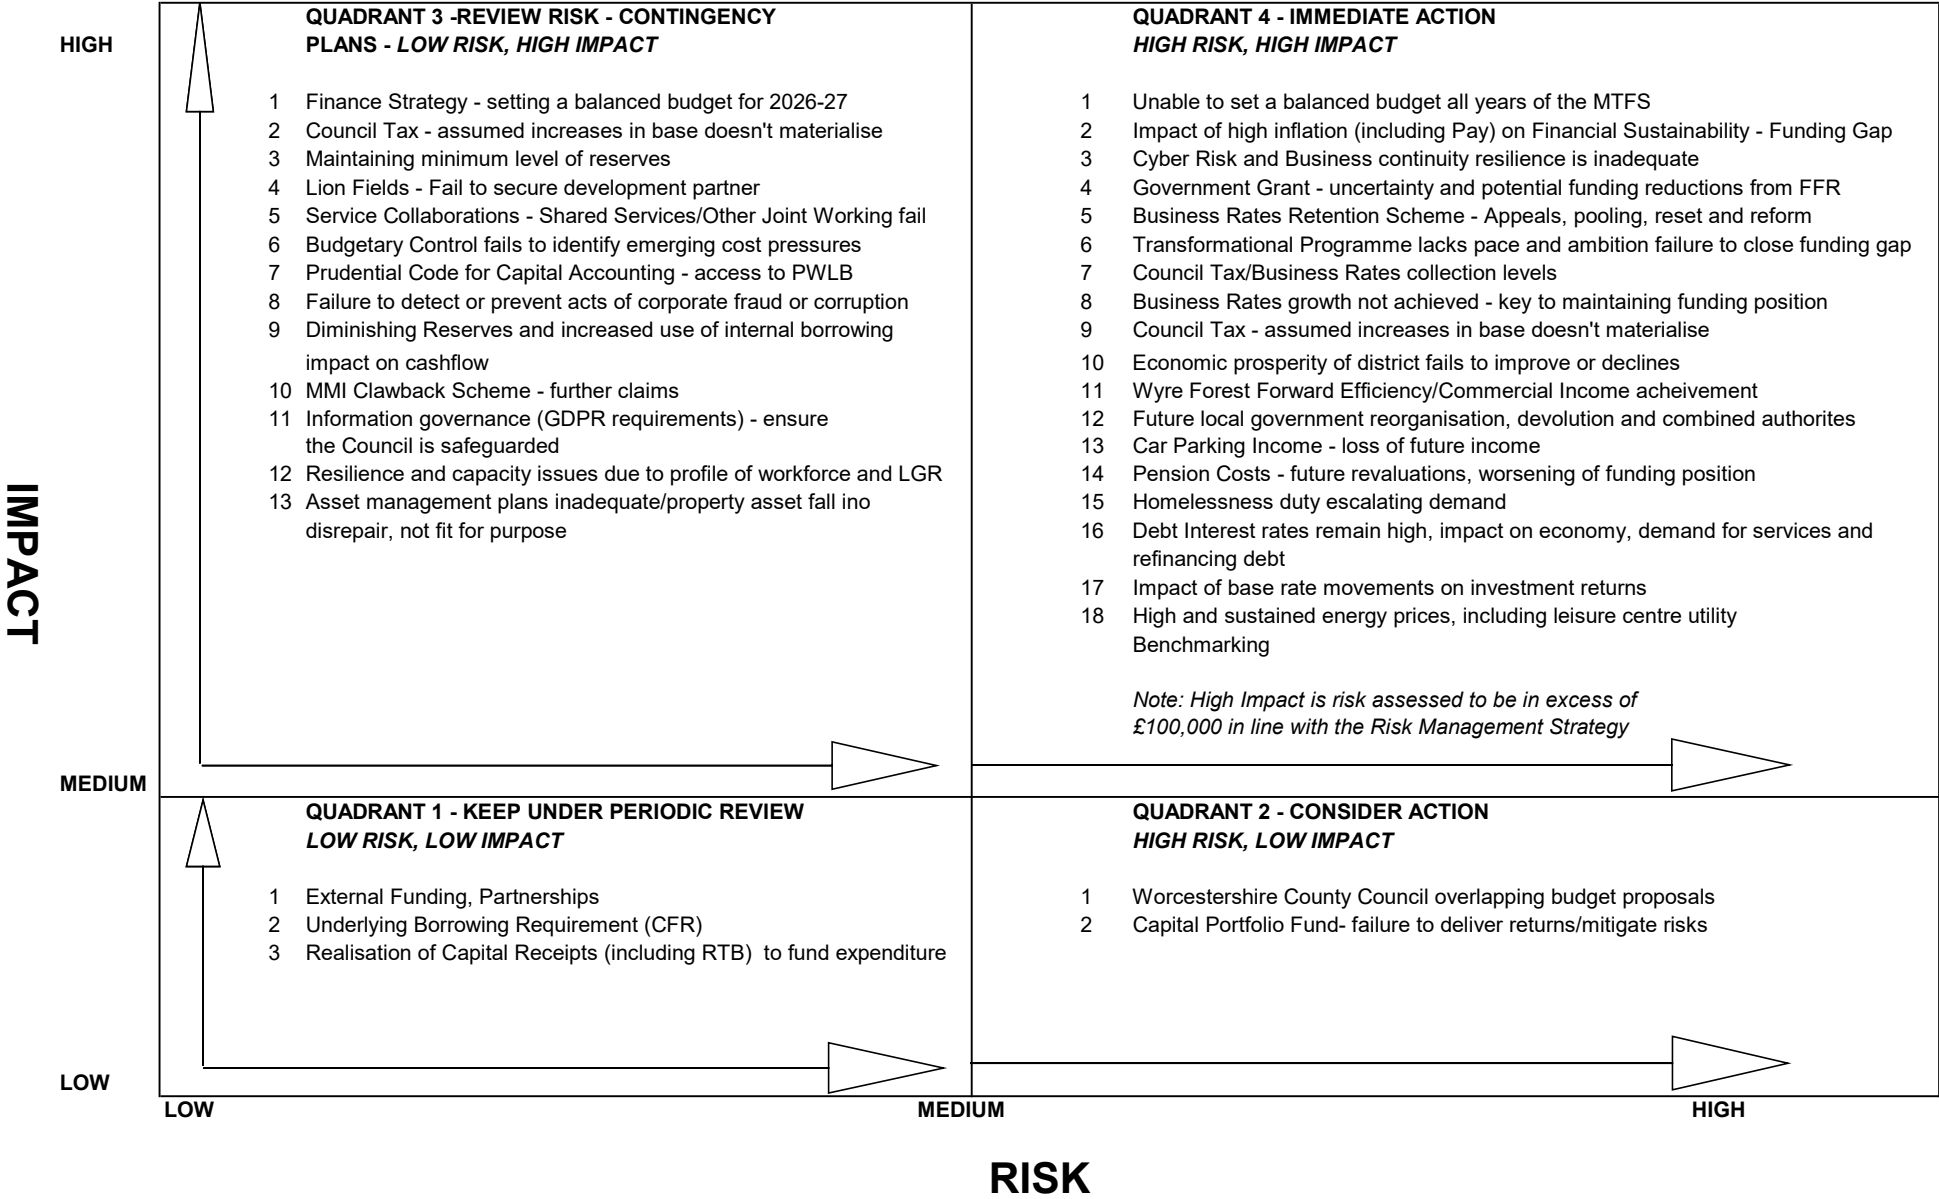 HIGH
QUADRANT 3 -REVIEW RISK - CONTINGENCY
PLANS - LOW RISK, HIGH IMPACT
1 Finance Strategy - setting a balanced budget for 2026-27
2 Council Tax - assumed increases in base doesn't materialise
3 Maintaining minimum level of reserves
4 Lion Fields - Fail to secure development partner
5 Service Collaborations - Shared Services/Other Joint Working fail
6 Budgetary Control fails to identify emerging cost pressures
7 Prudential Code for Capital Accounting - access to PWLB
8 Failure to detect or prevent acts of corporate fraud or corruption
9 Diminishing Reserves and increased use of internal borrowing
impact on cashflow
10 MMI Clawback Scheme - further claims
11 Information governance (GDPR requirements) - ensure
the Council is safeguarded
12 Resilience and capacity issues due to profile of workforce and LGR
13 Asset management plans inadequate/property asset fall ino
disrepair, not fit for purpose
QUADRANT 4 - IMMEDIATE ACTION
HIGH RISK, HIGH IMPACT
1 Unable to set a balanced budget all years of the MTFS
2 Impact of high inflation (including Pay) on Financial Sustainability - Funding Gap
3 Cyber Risk and Business continuity resilience is inadequate
4 Government Grant - uncertainty and potential funding reductions from FFR
5 Business Rates Retention Scheme - Appeals, pooling, reset and reform
6 Transformational Programme lacks pace and ambition failure to close funding gap
7 Council Tax/Business Rates collection levels
8 Business Rates growth not achieved - key to maintaining funding position
9 Council Tax - assumed increases in base doesn't materialise
10 Economic prosperity of district fails to improve or declines
11 Wyre Forest Forward Efficiency/Commercial Income acheivement
12 Future local government reorganisation, devolution and combined authorites
13 Car Parking Income - loss of future income
14 Pension Costs - future revaluations, worsening of funding position
15 Homelessness duty escalating demand
16 Debt Interest rates remain high, impact on economy, demand for services and
refinancing debt
17 Impact of base rate movements on investment returns
18 High and sustained energy prices, including leisure centre utility
Benchmarking
Note: High Impact is risk assessed to be in excess of
£100,000 in line with the Risk Management Strategy
IMPACT
MEDIUM
QUADRANT 1 - KEEP UNDER PERIODIC REVIEW
LOW RISK, LOW IMPACT
1 External Funding, Partnerships
2 Underlying Borrowing Requirement (CFR)
3 Realisation of Capital Receipts (including RTB) to fund expenditure
QUADRANT 2 - CONSIDER ACTION
HIGH RISK, LOW IMPACT
1 Worcestershire County Council overlapping budget proposals
2 Capital Portfolio Fund- failure to deliver returns/mitigate risks
LOW
LOW
MEDIUM
HIGH
RISK